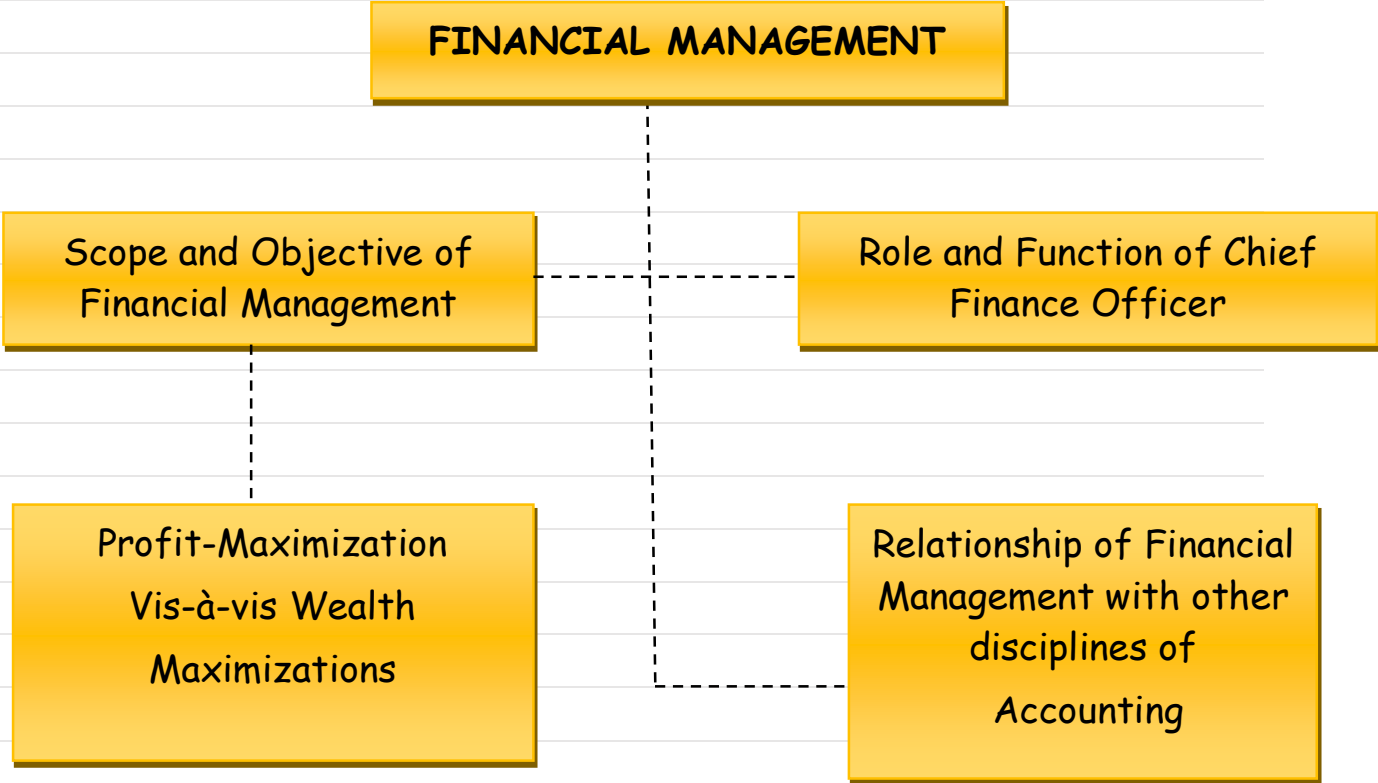 FINANCIAL MANAGEMENT
Scope and Objective of
Financial Management
Role and Function of Chief
Finance Officer
Profit-Maximization
Vis-à-vis Wealth
Maximizations
Relationship of Financial
Management with other
disciplines of
Accounting